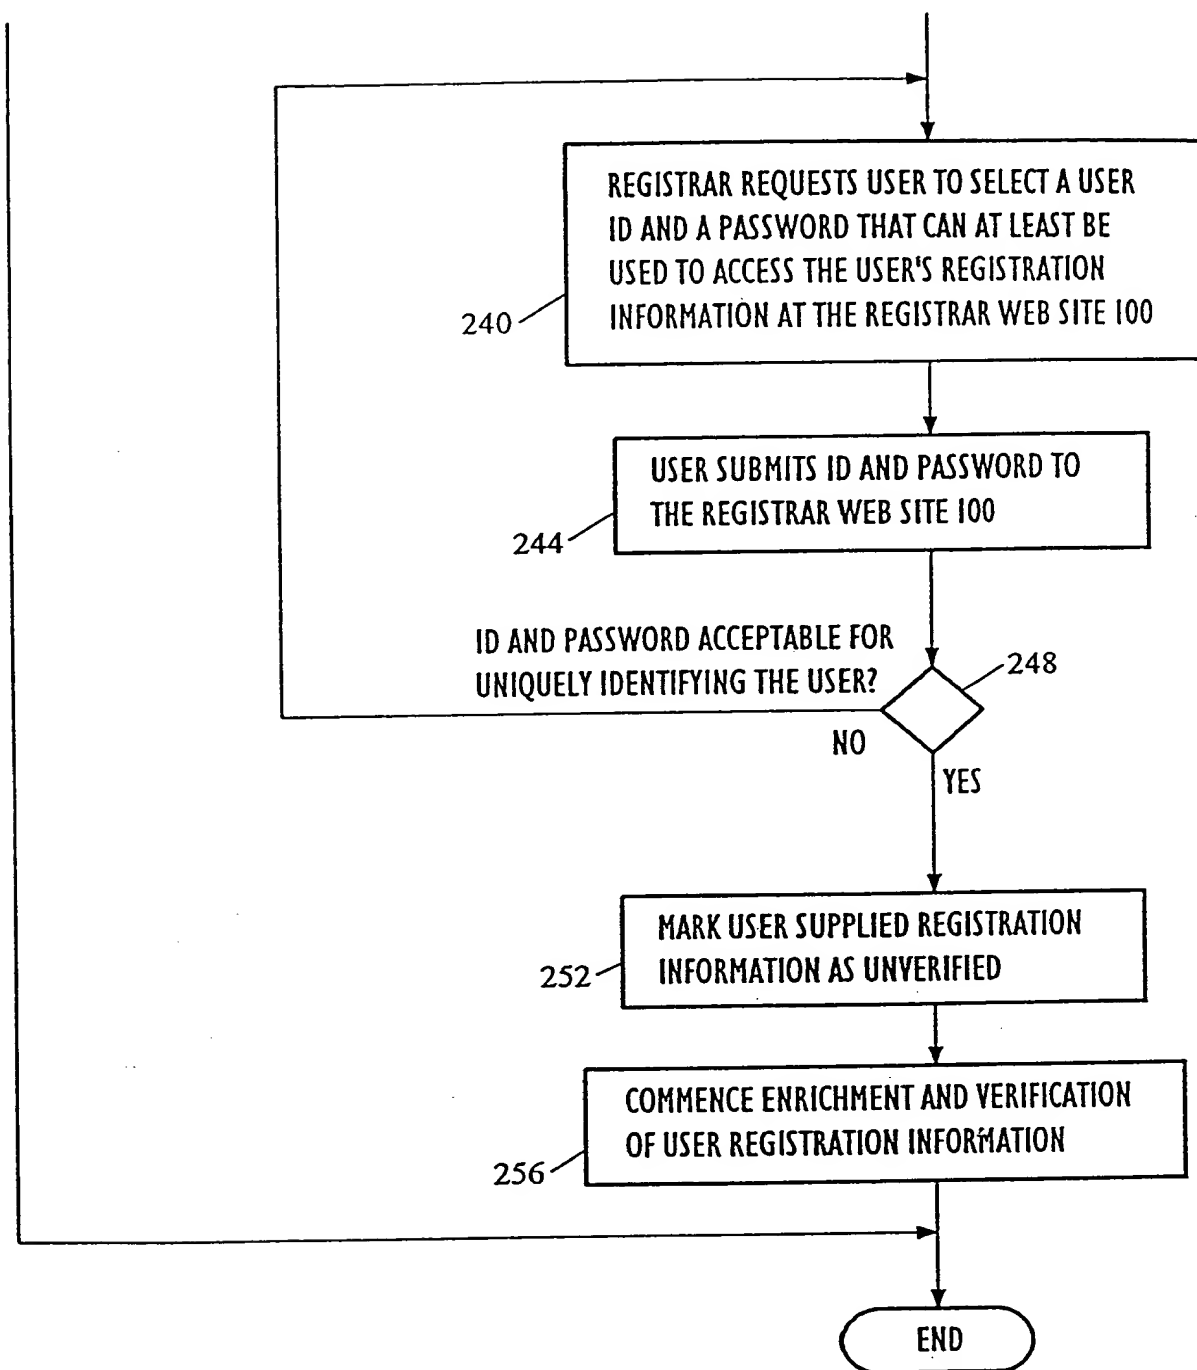 REGISTRAR REQUESTS USER TO SELECT A USER
ID AND A PASSWORD THAT CAN AT LEAST BE
USED TO ACCESS THE USER'S REGISTRATION
INFORMATION AT THE REGISTRAR WEB SITE 100
240
USER SUBMITS ID AND PASSWORD TO
THE REGISTRAR WEB SITE 100
244
ID AND PASSWORD ACCEPTABLE FOR
UNIQUELY IDENTIFYING THE USER?
248
NO
YES
MARK USER SUPPLIED REGISTRATION
INFORMATION AS UNVERIFIED
252
COMMENCE ENRICHMENT AND VERIFICATION
OF USER REGISTRATION INFORMATION
256
END